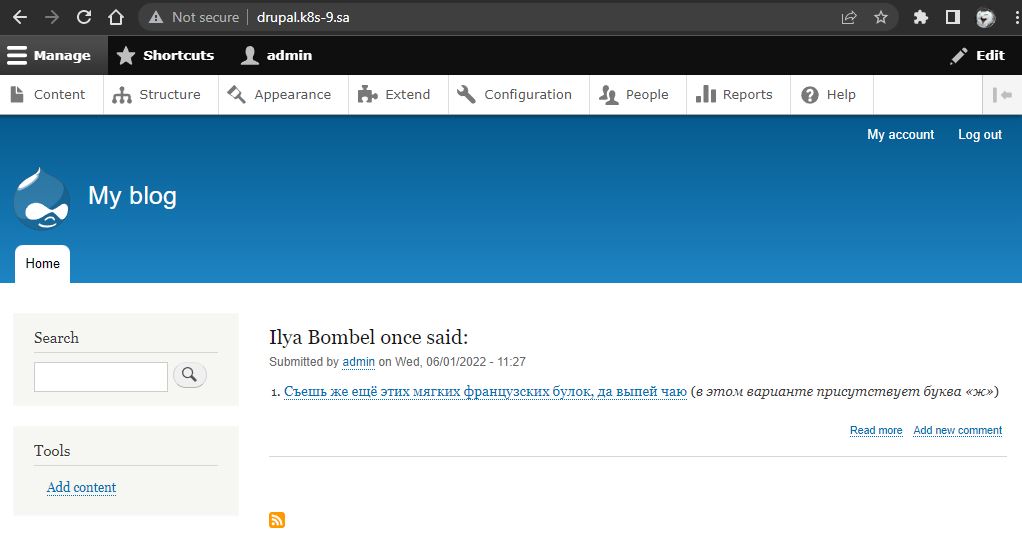 Not secure drupal.k8s-9.sa
Manage Shortcuts admin Edit
Content Structure Appearance Extend Configuration People Reports Help
My account Log out
My blog
Home
Search
Tools
Add content
Ilya Bombel once said:
Submitted by admin on Wed, 06/01/2022 - 11:27
1. Съешь же ещё этих мягких французских булок, да выпей чаю (в этом варианте присутствует буква «ж»)
Read more Add new comment